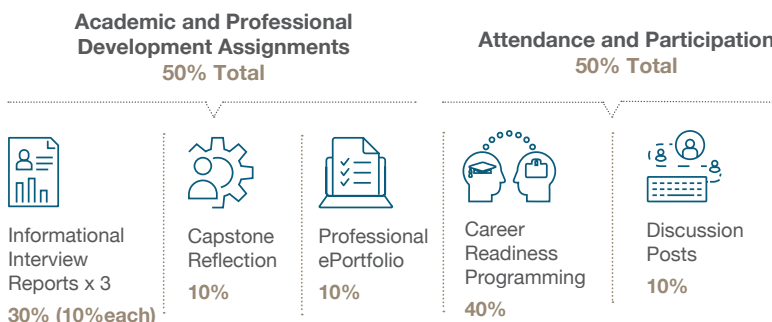 Academic and Professional
Development Assignments
50% Total
Attendance and Participation
50% Total
Informational
Interview
Reports x 3
30% (10%each)
Capstone
Reflection
10%
Professional
ePortfolio
10%
Career
Readiness
Programming
40%
Discussion
Posts
10%